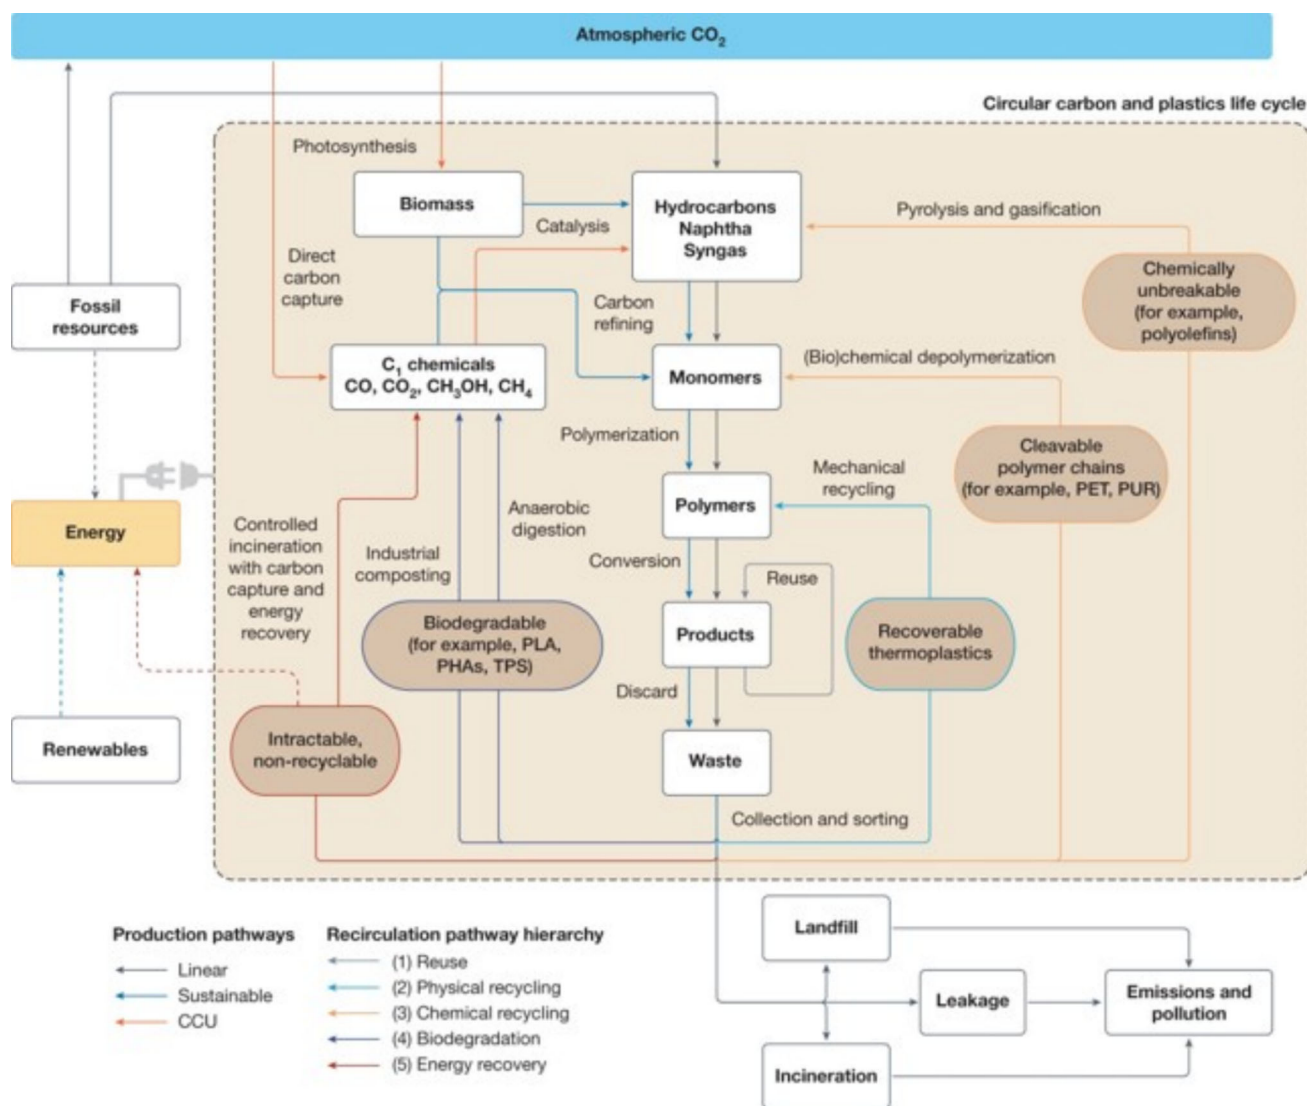 Atmospheric CO₂
Circular carbon and plastics life cycle
Photosynthesis
Biomass
Catalysis
Hydrocarbons
Naphtha
Syngas
Pyrolysis and gasification
Direct
carbon
capture
Fossil
resources
Carbon
refining
Chemically
unbreakable
(for example,
polyolefins)
C₁ chemicals
CO, CO₂, CH₃OH, CH₄
Monomers
(Bio)chemical depolymerization
Polymerization
Cleavable
polymer chains
(for example, PET, PUR)
Mechanical
recycling
Polymers
Energy
Controlled
incineration
with carbon
capture and
energy
recovery
Industrial
composting
Anaerobic
digestion
Conversion
Reuse
Biodegradable
(for example, PLA,
PHAs, TPS)
Products
Recoverable
thermoplastics
Discard
Renewables
Intractable,
non-recyclable
Waste
Collection and sorting
Production pathways
Linear
Sustainable
CCU
Recirculation pathway hierarchy
(1) Reuse
(2) Physical recycling
(3) Chemical recycling
(4) Biodegradation
(5) Energy recovery
Landfill
Leakage
Emissions and
pollution
Incineration